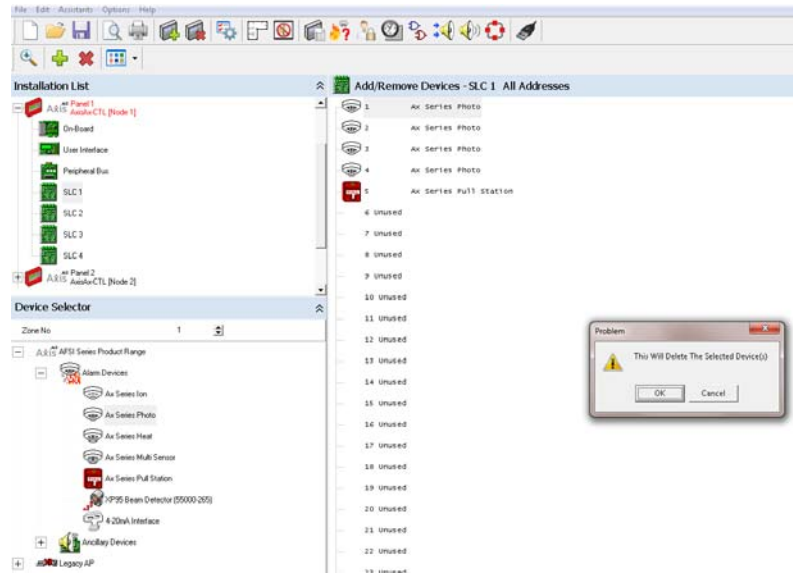 File Edit Assistants Options Help
Installation List
Axis AX Panel 1
AxisAx-CTL [Node 1]
On-Board
User Interface
Peripheral Bus
SLC 1
SLC 2
SLC 3
SLC 4
Axis AX Panel 2
AxisAx-CTL [Node 2]
Device Selector
Zone No 1
Axis AX AFSI Series Product Range
Alarm Devices
Ax Series Ion
Ax Series Photo
Ax Series Heat
Ax Series Multi Sensor
Ax Series Pull Station
XP95 Beam Detector (55000-265)
4-20mA Interface
Ancillary Devices
Legacy AP
Add/Remove Devices - SLC 1 All Addresses
1 Ax Series Photo
2 Ax Series Photo
3 Ax Series Photo
4 Ax Series Photo
5 Ax Series Pull Station
6 Unused
7 Unused
8 Unused
9 Unused
10 Unused
11 Unused
12 Unused
13 Unused
14 Unused
15 Unused
16 Unused
17 Unused
18 Unused
19 Unused
20 Unused
21 Unused
22 Unused
23 Unused
Problem
This Will Delete The Selected Device(s)
OK Cancel